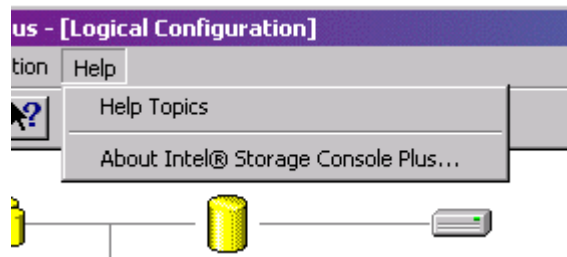 us - [Logical Configuration]
tion Help
?
Help Topics
About Intel® Storage Console Plus...